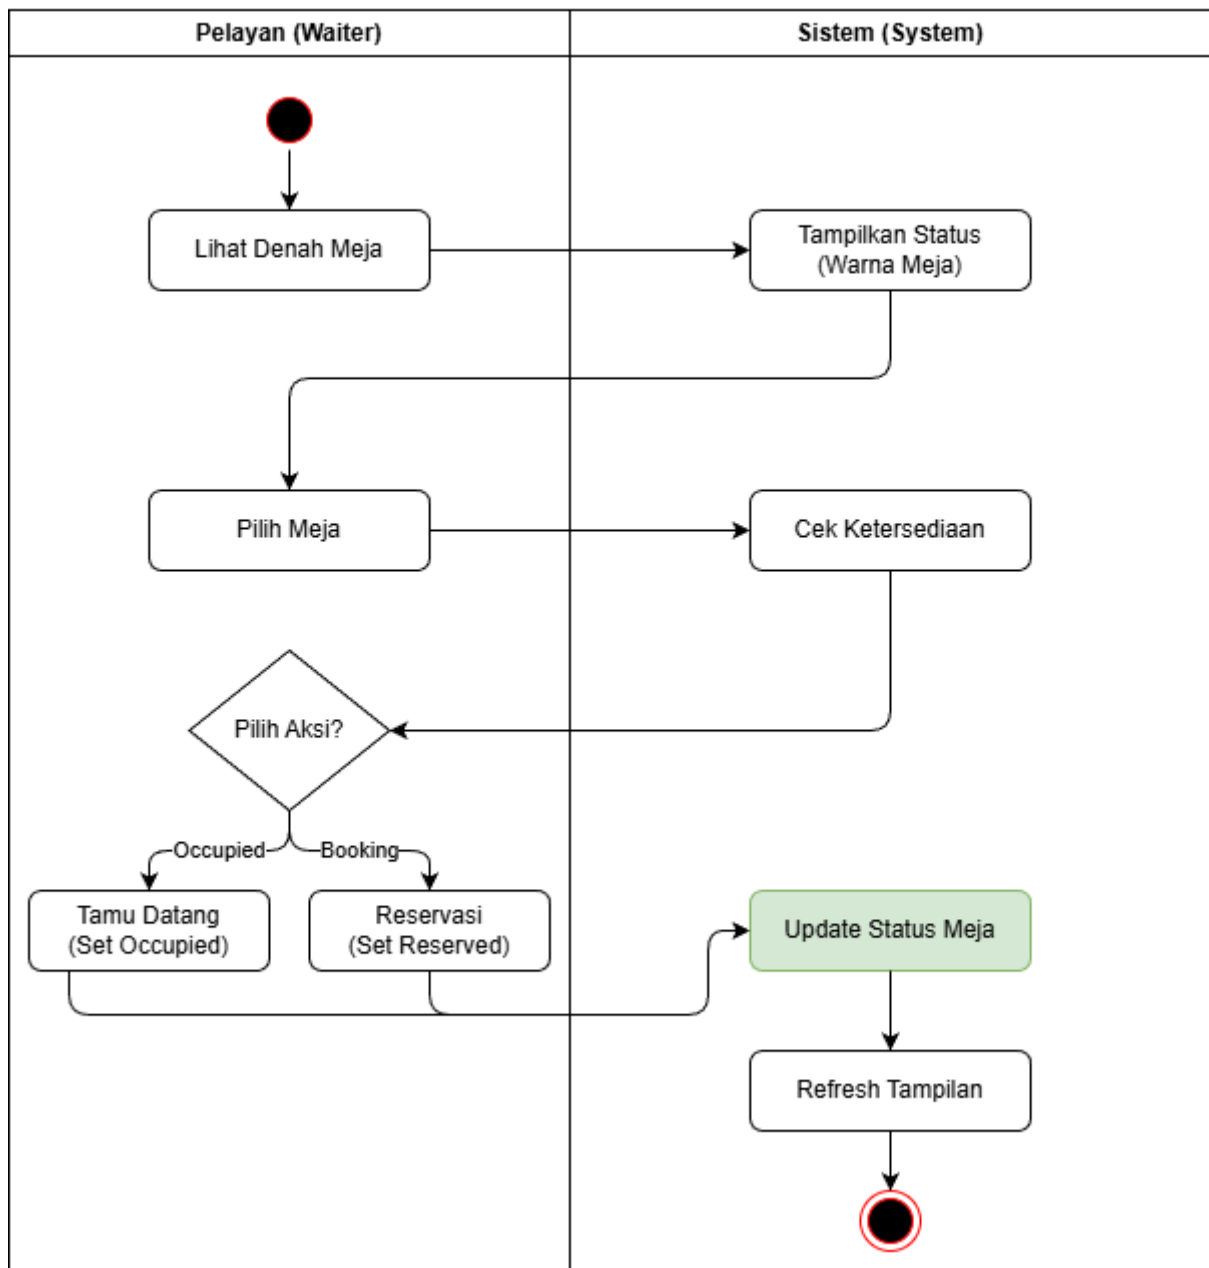 Pelayan (Waiter)
Sistem (System)
Lihat Denah Meja
Tampilkan Status
(Warna Meja)
Pilih Meja
Cek Ketersediaan
Pilih Aksi?
Occupied
Booking
Tamu Datang
(Set Occupied)
Reservasi
(Set Reserved)
Update Status Meja
Refresh Tampilan